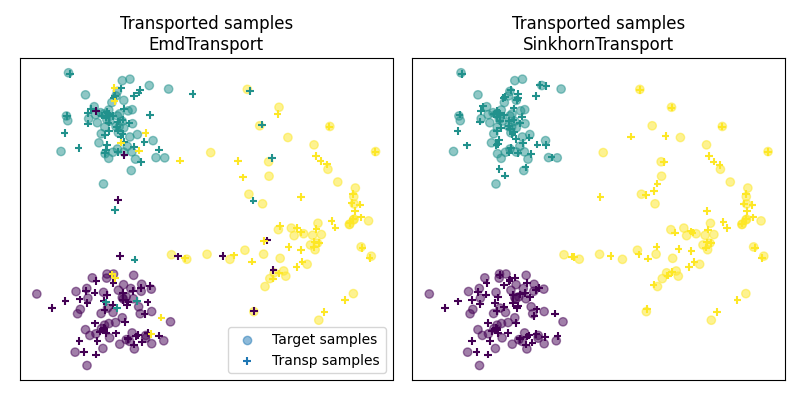 Transported samples
EmdTransport
Transported samples
SinkhornTransport
Target samples
Transp samples